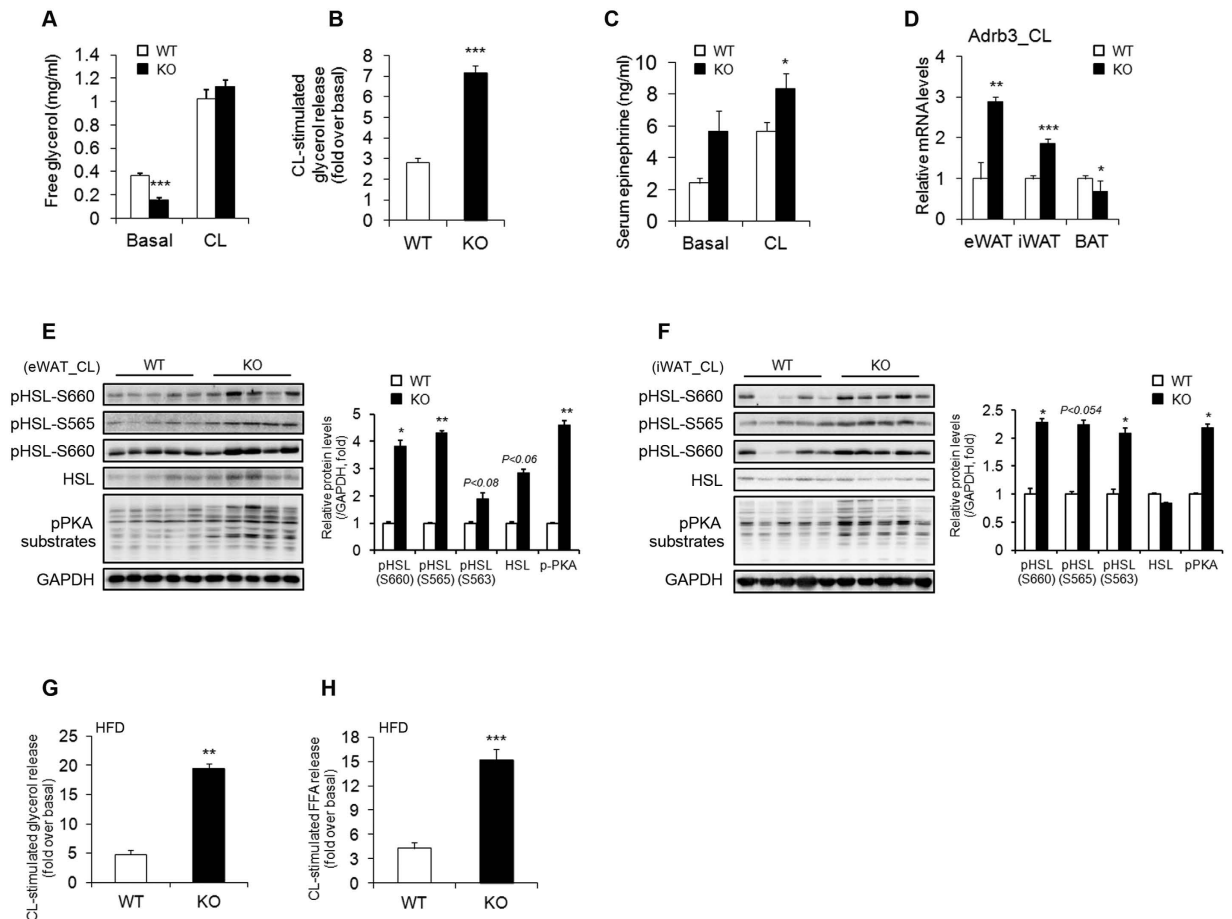 A
Free glycerol (mg/ml)
1.4
1.2
1
0.8
0.6
0.4
0.2
0
WT
KO
***
Basal
CL
B
CL-stimulated
glycerol release
(fold over basal)
8
7
6
5
4
3
2
1
0
***
WT
KO
C
Serum epinephrine (ng/ml)
10
8
6
4
2
0
WT
KO
*
Basal
CL
D
Adrb3_CL
Relative mRNA levels
4
3
2
1
0
WT
KO
**
***
*
eWAT
iWAT
BAT
E
(eWAT_CL)
WT
KO
pHSL-S660
pHSL-S565
pHSL-S660
HSL
pPKA
substrates
GAPDH
WT
KO
Relative protein levels
(/GAPDH, fold)
5
4
3
2
1
0
*
**
P<0.08
P<0.06
**
pHSL
(S660)
pHSL
(S565)
pHSL
(S563)
HSL
p-PKA
F
(iWAT_CL)
WT
KO
pHSL-S660
pHSL-S565
pHSL-S660
HSL
pPKA
substrates
GAPDH
WT
KO
Relative protein levels
(/GAPDH, fold)
2.5
2
1.5
1
0.5
0
*
P<0.054
*
*
pHSL
(S660)
pHSL
(S565)
pHSL
(S563)
HSL
pPKA
G
HFD
CL-stimulated glycerol release
(fold over basal)
25
20
15
10
5
0
**
WT
KO
H
HFD
CL-stimulated FFA release
(fold over basal)
18
15
12
9
6
3
0
***
WT
KO